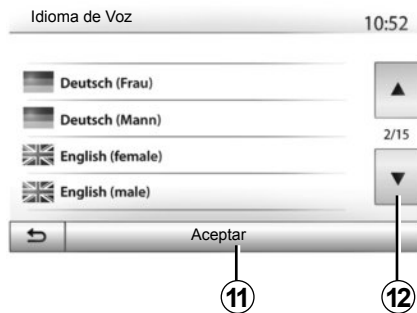 Idioma de Voz
10:52
Deutsch (Frau)
Deutsch (Mann)
2/15
English (female)
English (male)
Aceptar
11
12